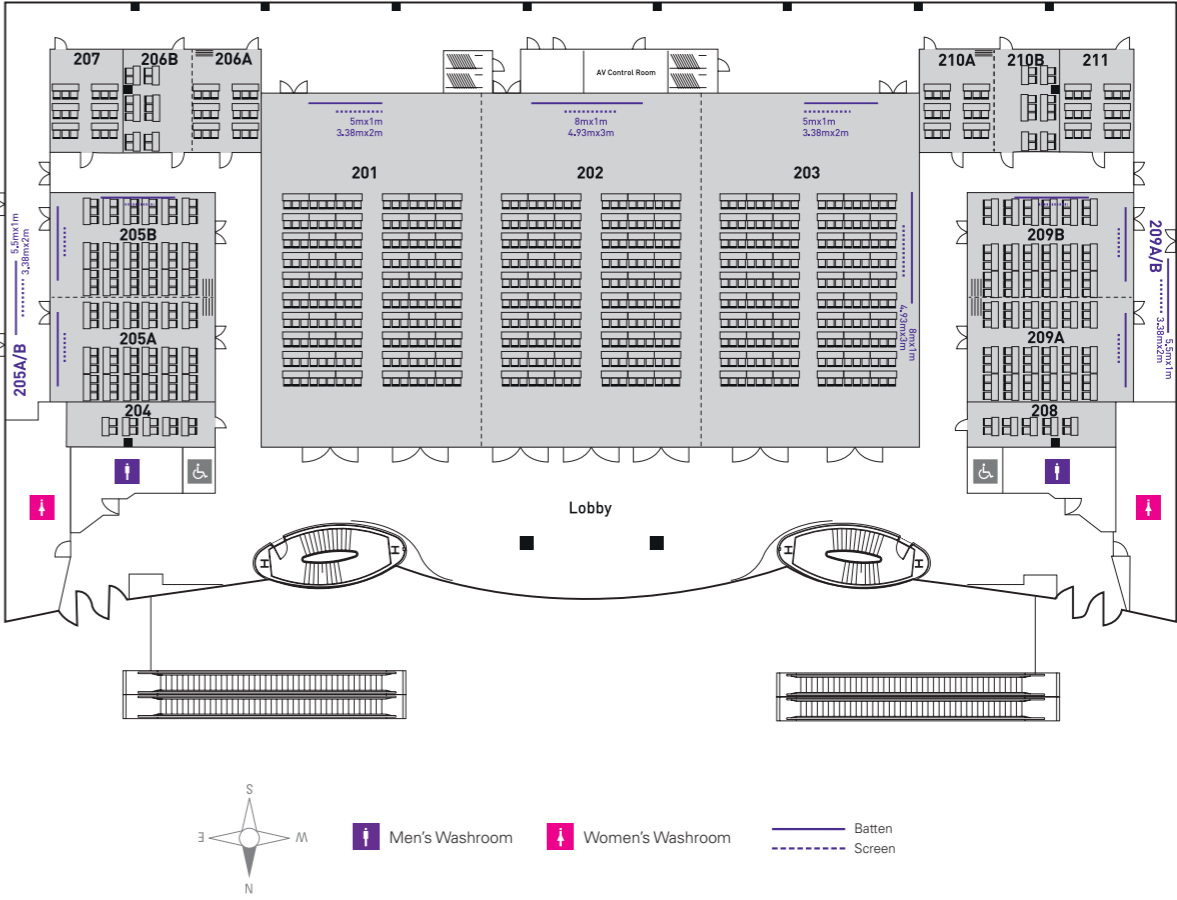 207
206B
206A
AV Control Room
210A
210B
211
5mx1m
3.38mx2m
8mx1m
4.93mx3m
5mx1m
3.38mx2m
201
202
203
205B
205A
204
205A/B
5.5mx1m
3.38mx2m
8mx1m
4.93mx3m
209B
209A
208
209A/B
5.5mx1m
3.38mx2m
Lobby
S
E
W
N
Men's Washroom
Women's Washroom
Batten
Screen